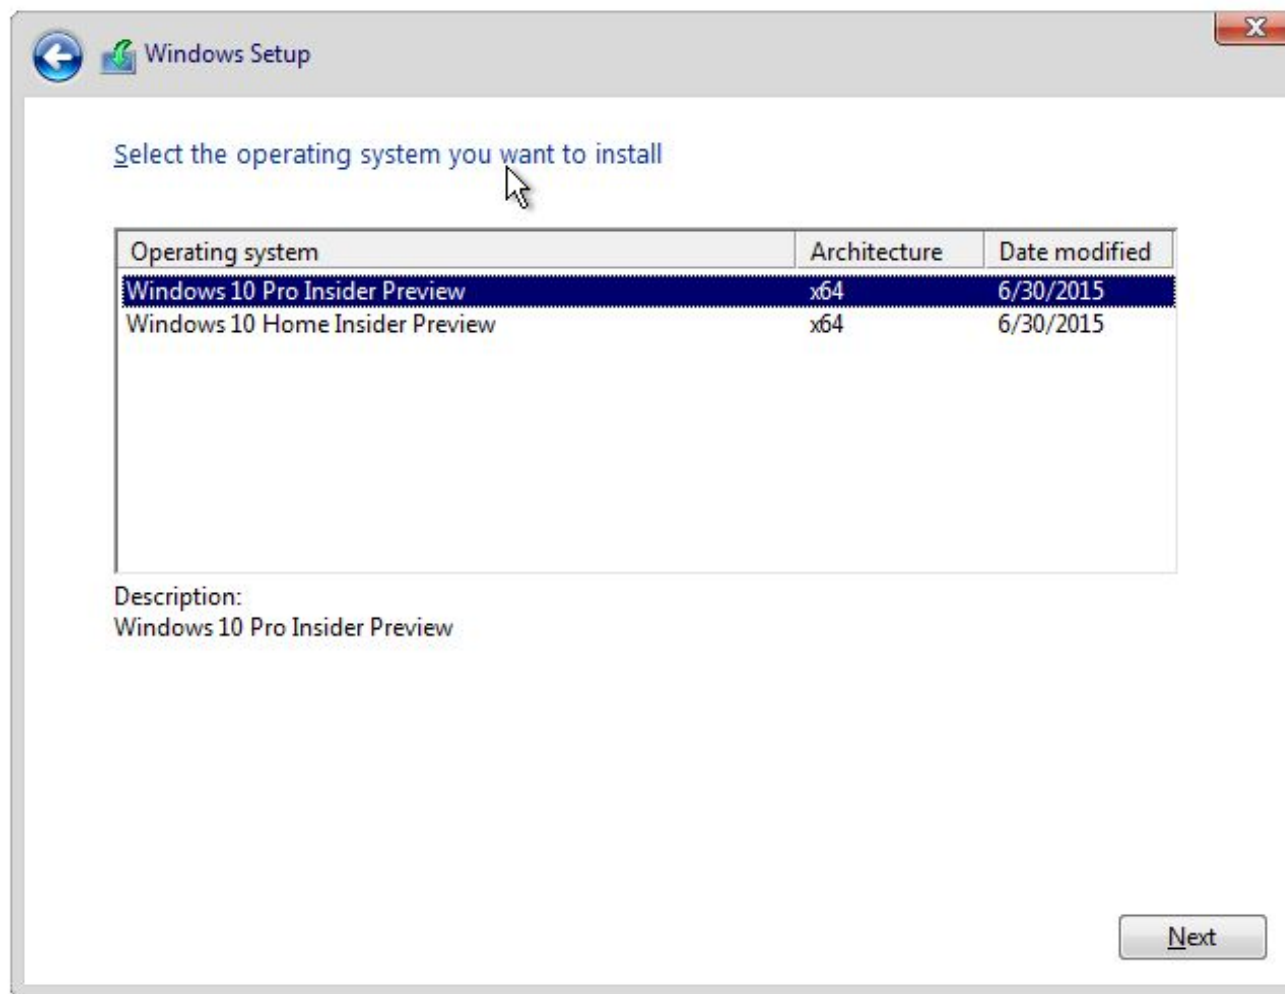 Windows Setup
Select the operating system you want to install
Operating system Architecture Date modified
Windows 10 Pro Insider Preview x64 6/30/2015
Windows 10 Home Insider Preview x64 6/30/2015
Description:
Windows 10 Pro Insider Preview
Next